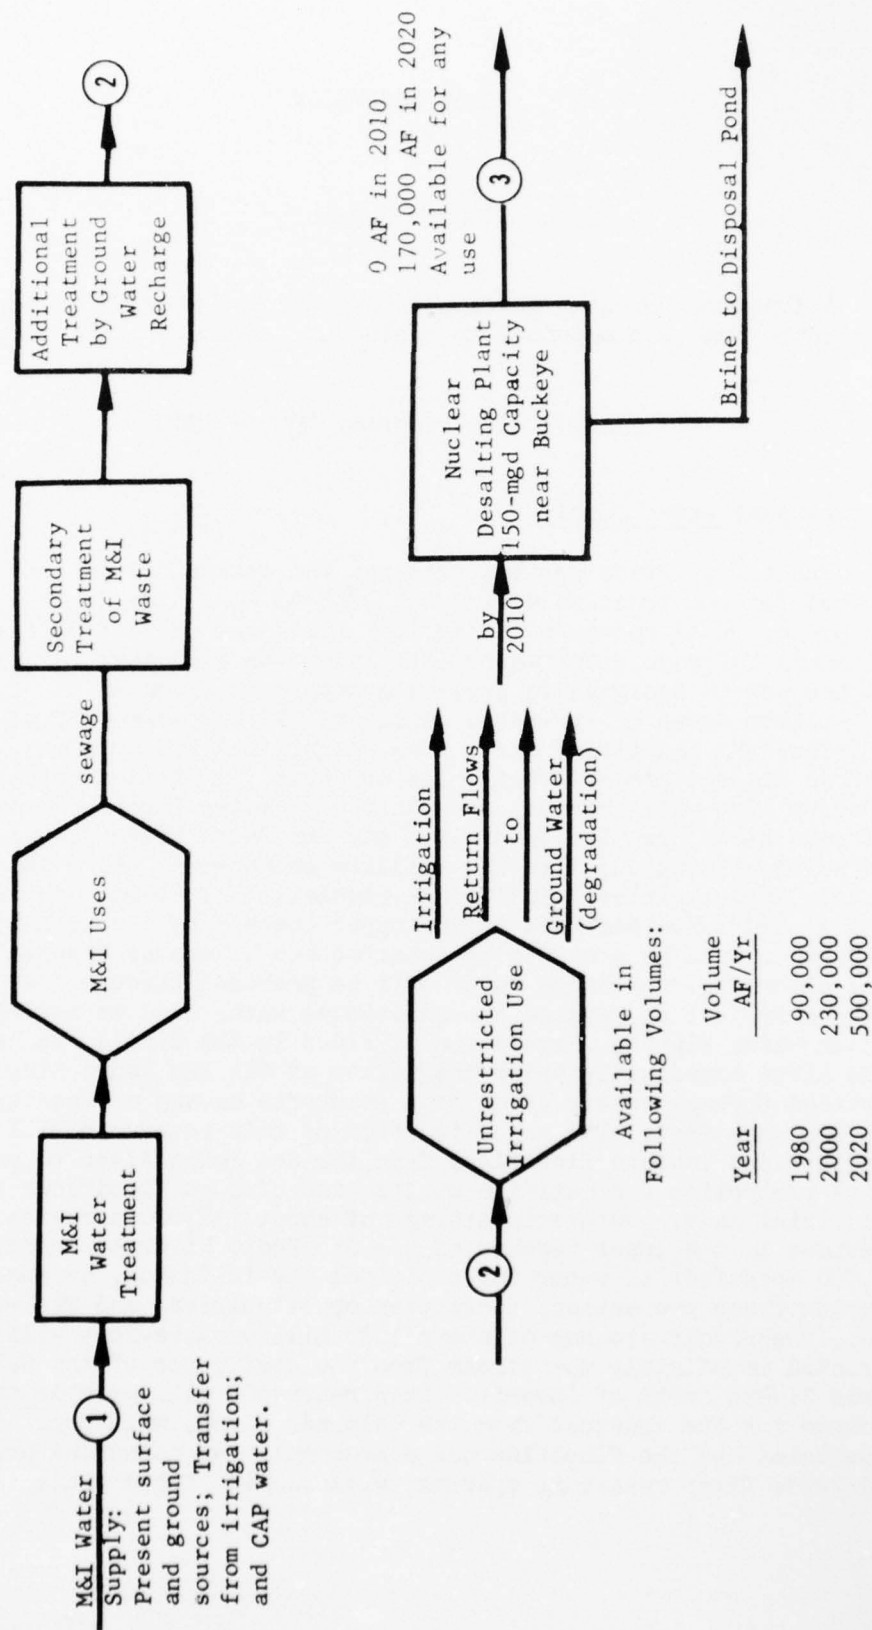 M&I Water
Supply:
Present surface
and ground
sources; Transfer
from irrigation;
and CAP water.
1
M&I
Water
Treatment
M&I Uses
sewage
Secondary
Treatment
of M&I
Waste
Additional
Treatment
by Ground
Water
Recharge
2
2
Unrestricted
Irrigation Use
Available in
Following Volumes:
Volume
Year AF/Yr
1980 90,000
2000 230,000
2020 500,000
Irrigation
Return Flows
to
Ground Water
(degradation)
by
2010
Nuclear
Desalting Plant
150-mgd Capacity
near Buckeye
3
0 AF in 2010
170,000 AF in 2020
Available for any
use
Brine to Disposal Pond